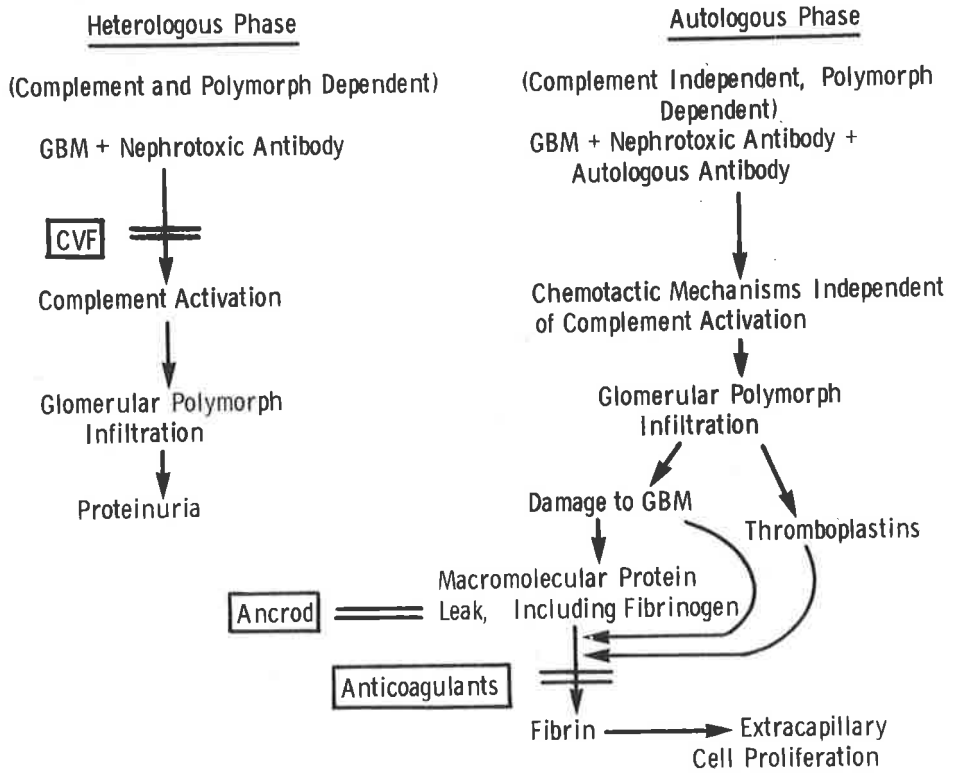 Heterologous Phase
(Complement and Polymorph Dependent)
GBM + Nephrotoxic Antibody
CVF
Complement Activation
Glomerular Polymorph
Infiltration
Proteinuria
Autologous Phase
(Complement Independent, Polymorph
Dependent)
GBM + Nephrotoxic Antibody +
Autologous Antibody
Chemotactic Mechanisms Independent
of Complement Activation
Glomerular Polymorph
Infiltration
Damage to GBM
Thromboplastins
Macromolecular Protein
Leak, Including Fibrinogen
Ancrod
Anticoagulants
Fibrin
Extracapillary
Cell Proliferation